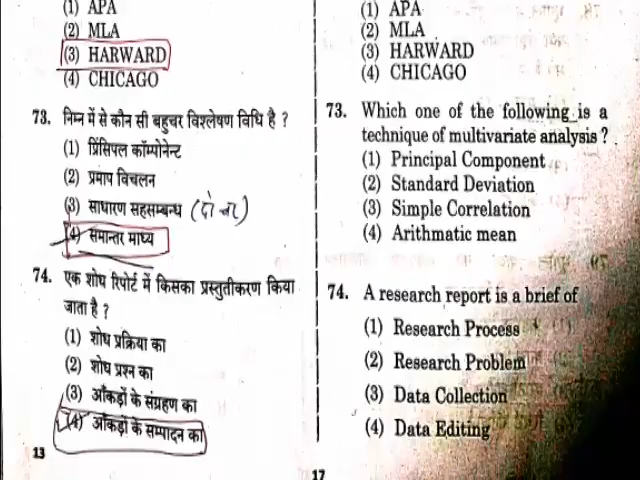 (1) APA
(2) MLA
(3) HARWARD
(4) CHICAGO
73. निम्न में से कौन सी बहुचर विश्लेषण विधि है ?
(1) प्रिंसिपल कॉम्पोनेन्ट
(2) प्रमाप विचलन
(3) साधारण सहसम्बन्ध (दो चर)
(4) समान्तर माध्य
74. एक शोध रिपोर्ट में किसका प्रस्तुतीकरण किया
जाता है ?
(1) शोध प्रक्रिया का
(2) शोध प्रश्न का
(3) आँकड़ों के संग्रहण का
(4) आँकड़ों के सम्पादन का
13
(1) APA
(2) MLA
(3) HARWARD
(4) CHICAGO
73. Which one of the following is a
technique of multivariate analysis ?
(1) Principal Component
(2) Standard Deviation
(3) Simple Correlation
(4) Arithmatic mean
74. A research report is a brief of
(1) Research Process
(2) Research Problem
(3) Data Collection
(4) Data Editing
17